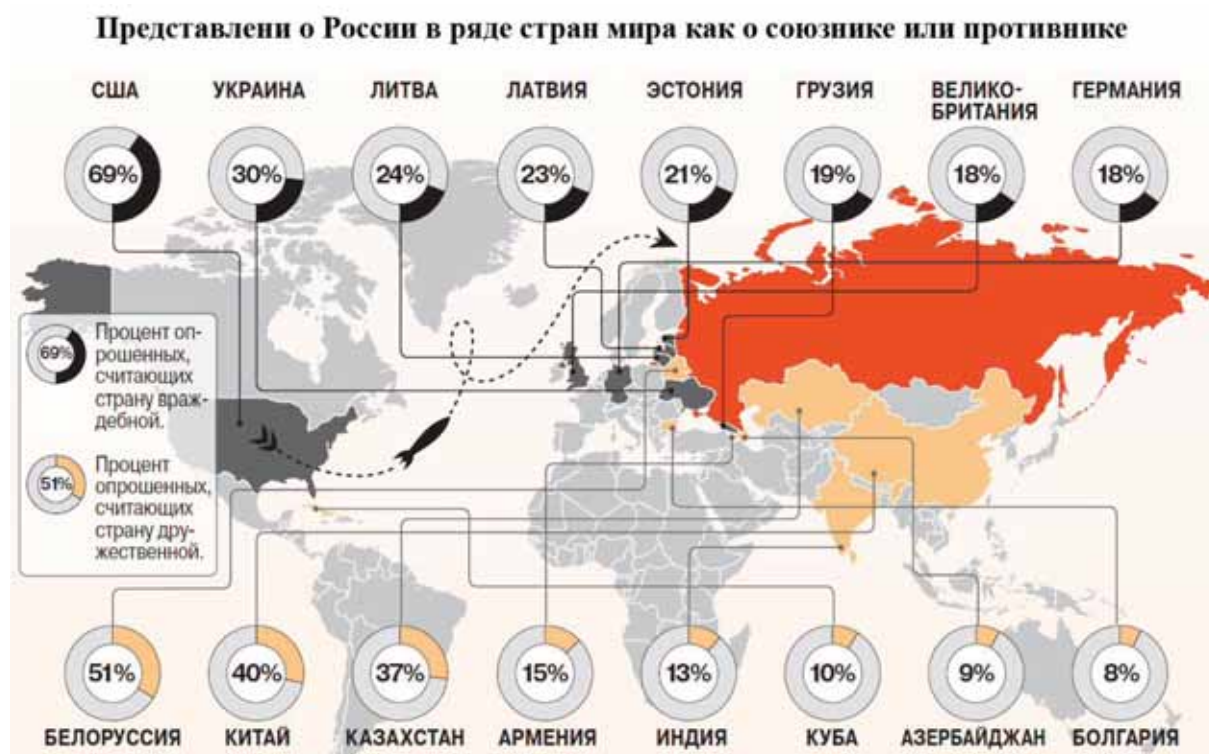 Представлени о России в ряде стран мира как о союзнике или противнике
США
УКРАИНА
ЛИТВА
ЛАТВИЯ
ЭСТОНИЯ
ГРУЗИЯ
ВЕЛИКО-
БРИТАНИЯ
ГЕРМАНИЯ
69%
30%
24%
23%
21%
19%
18%
18%
69%
Процент оп-
рошенных,
считающих
страну враж-
дебной.
51%
Процент
опрошенных,
считающих
страну дру-
жественной.
51%
40%
37%
15%
13%
10%
9%
8%
БЕЛОРУССИЯ
КИТАЙ
КАЗАХСТАН
АРМЕНИЯ
ИНДИЯ
КУБА
АЗЕРБАЙДЖАН
БОЛГАРИЯ